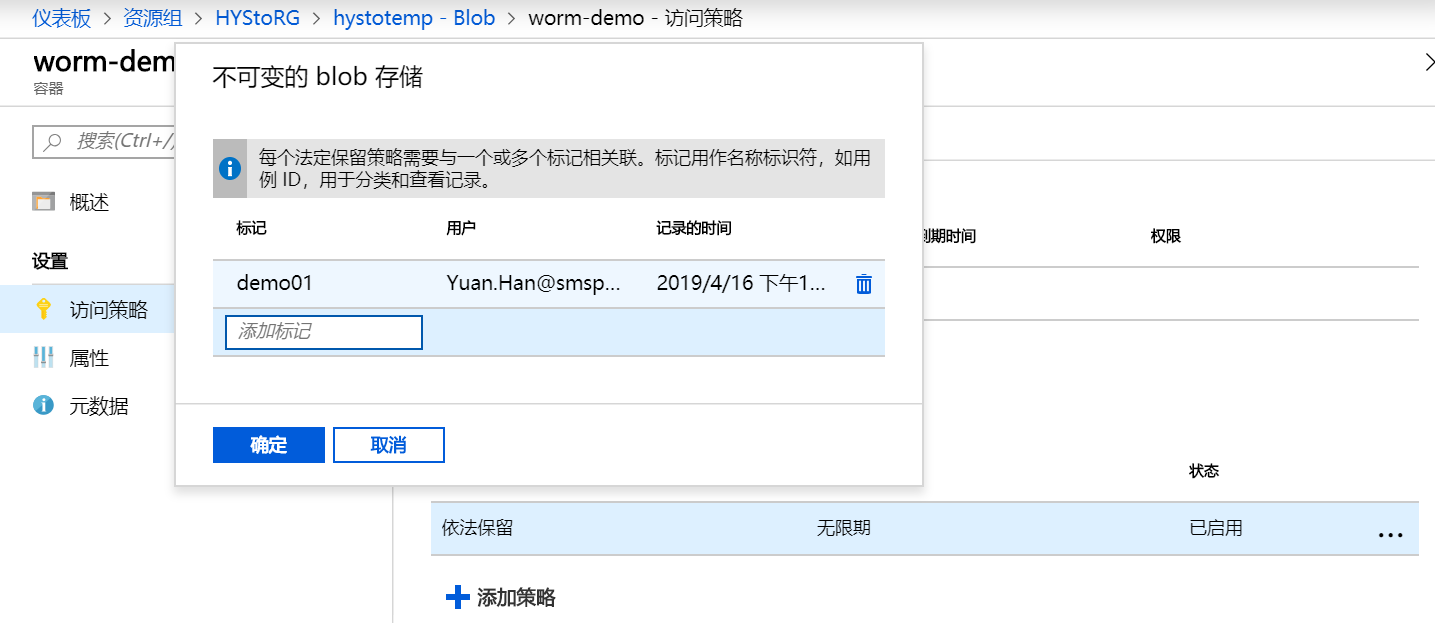 仪表板 > 资源组 > HYStoRG > hystotemp - Blob > worm-demo - 访问策略
worm-dem
容器
搜索(Ctrl+/)
概述
设置
访问策略
属性
元数据
不可变的 blob 存储
每个法定保留策略需要与一个或多个标记相关联。标记用作名称标识符，如用
例 ID，用于分类和查看记录。
标记 用户 记录的时间
demo01 Yuan.Han@smsp... 2019/4/16 下午1...
添加标记
确定 取消
到期时间 权限
状态
依法保留 无限期 已启用 ...
添加策略